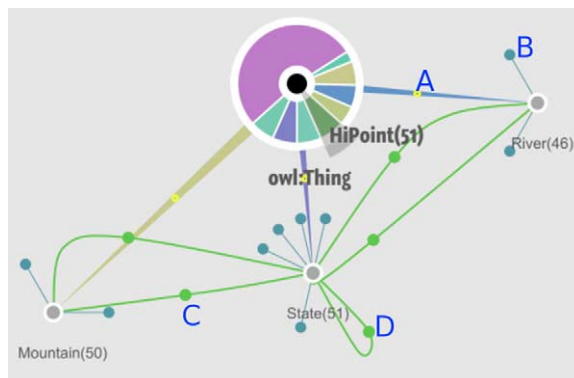 B
A
HiPoint(51)
River(46)
owl:Thing
C
State(51)
D
Mountain(50)